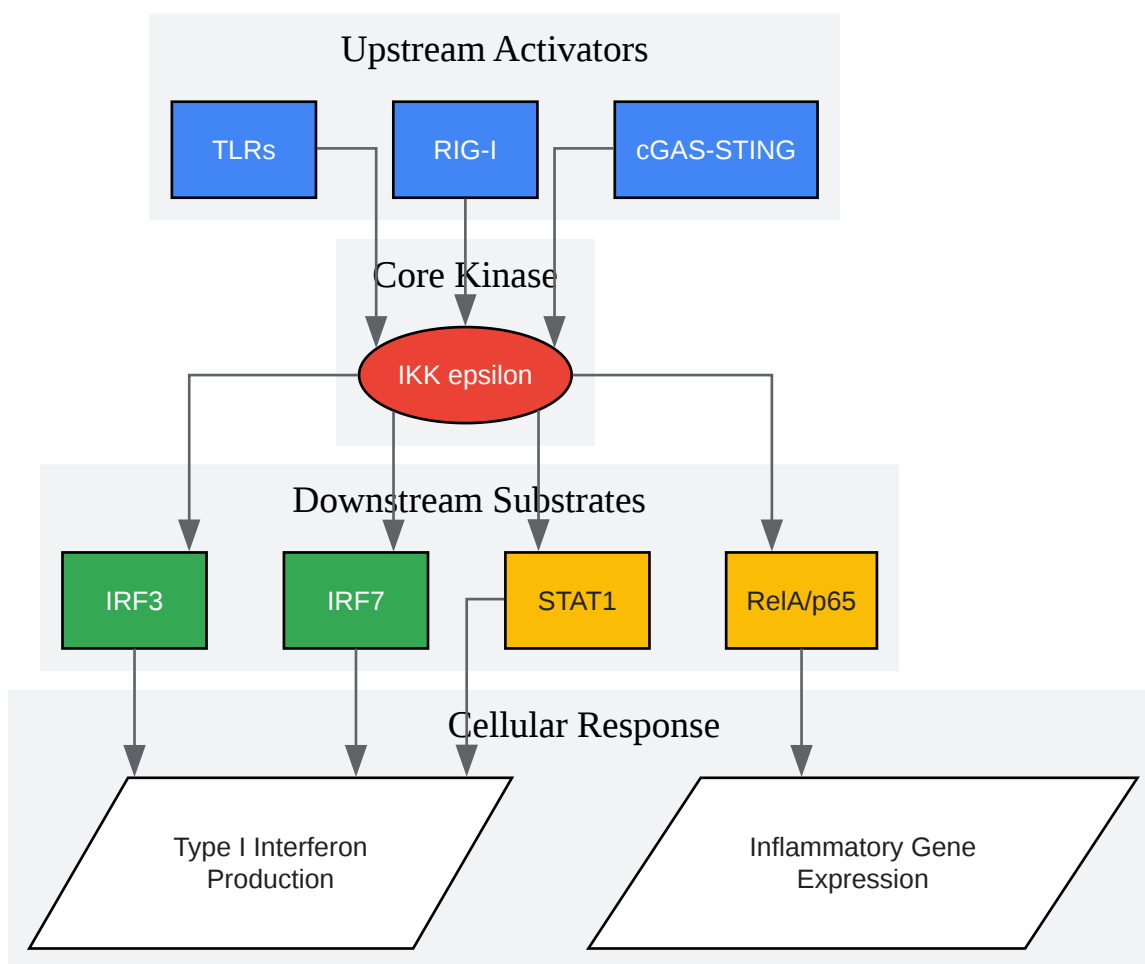 Upstream Activators
TLRs
RIG-I
cGAS-STING
Core Kinase
IKK epsilon
Downstream Substrates
IRF3
IRF7
STAT1
RelA/p65
Cellular Response
Type I Interferon
Production
Inflammatory Gene
Expression